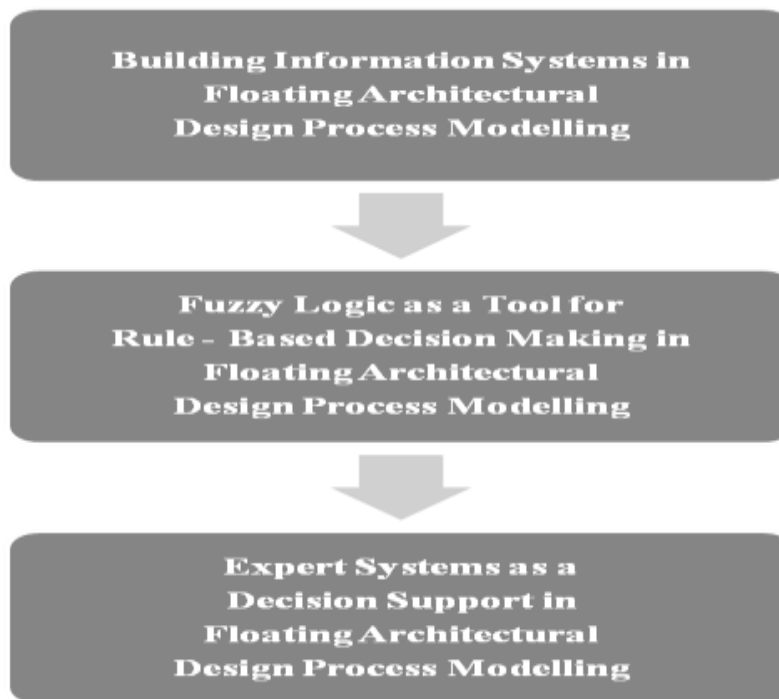 Building Information Systems in
Floating Architectural
Design Process Modelling
Fuzzy Logic as a Tool for
Rule - Based Decision Making in
Floating Architectural
Design Process Modelling
Expert Systems as a
Decision Support in
Floating Architectural
Design Process Modelling